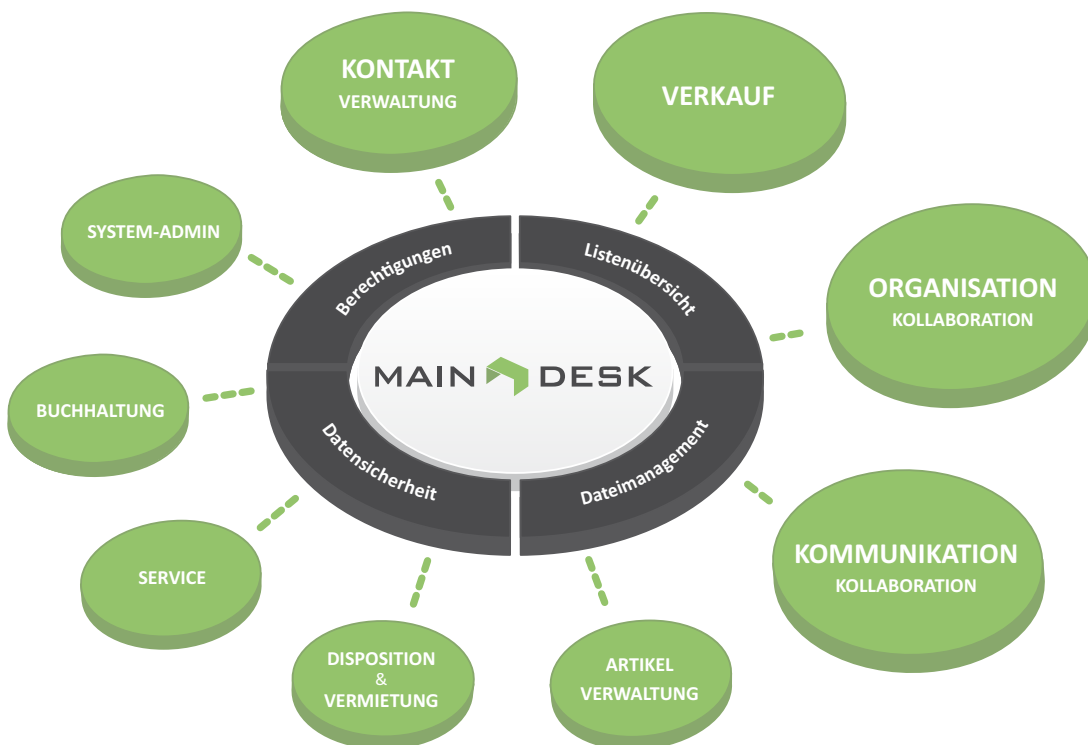 KONTAKT
VERWALTUNG
VERKAUF
SYSTEM-ADMIN
Berechtigungen
Listenübersicht
ORGANISATION
KOLLABORATION
MAIN DESK
BUCHHALTUNG
Datensicherheit
Dateimanagement
KOMMUNIKATION
KOLLABORATION
SERVICE
DISPOSITION
&
VERMIETUNG
ARTIKEL
VERWALTUNG